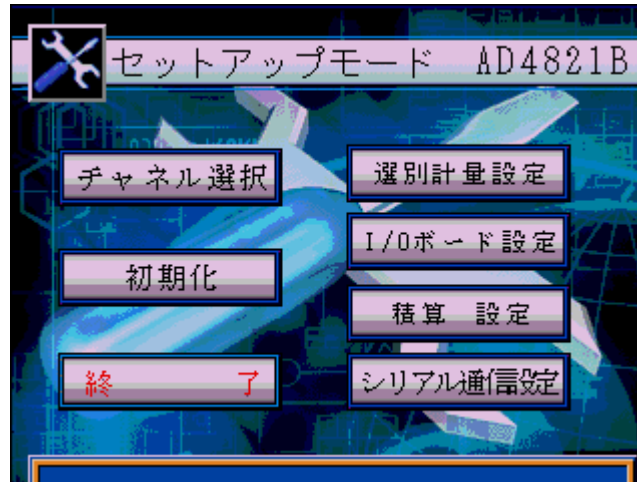 セットアップモード AD4821B
チャネル選択
選別計量設定
I/Oボード設定
初期化
積算 設定
終 了
シリアル通信設定